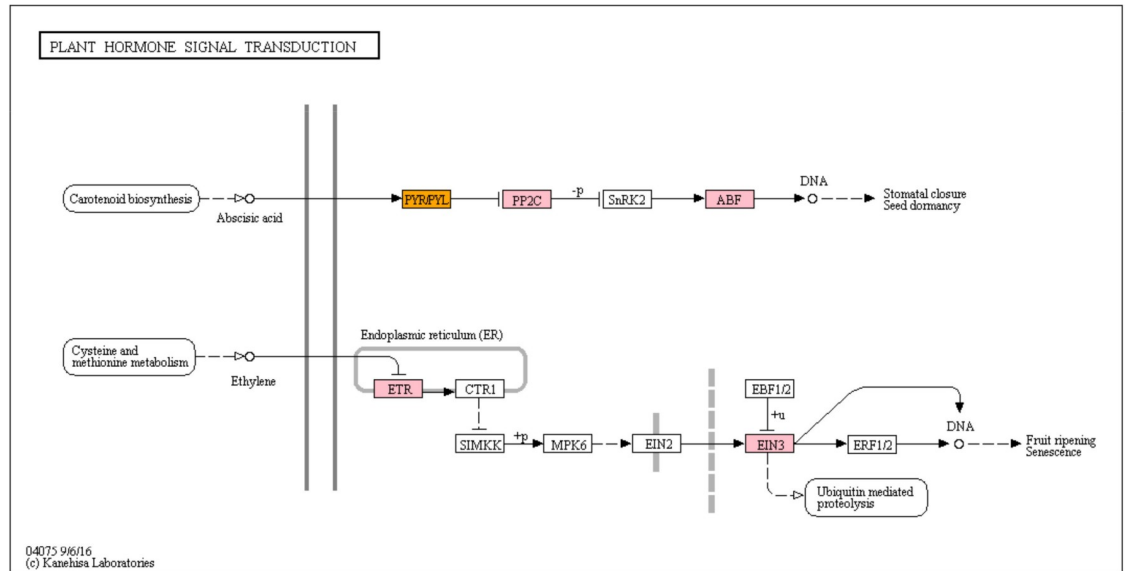 PLANT HORMONE SIGNAL TRANSDUCTION
Carotenoid biosynthesis
Abscisic acid
PYR/PYL
PP2C
-p
SnRK2
ABF
DNA
Stomatal closure
Seed dormancy
Cysteine and
methionine metabolism
Ethylene
Endoplasmic reticulum (ER)
ETR
CTR1
SIMKK
+p
MPK6
EIN2
EBF1/2
+u
EIN3
ERF1/2
DNA
Fruit ripening
Senescence
Ubiquitin mediated
proteolysis
04075 9/6/16
(c) Kanehisa Laboratories